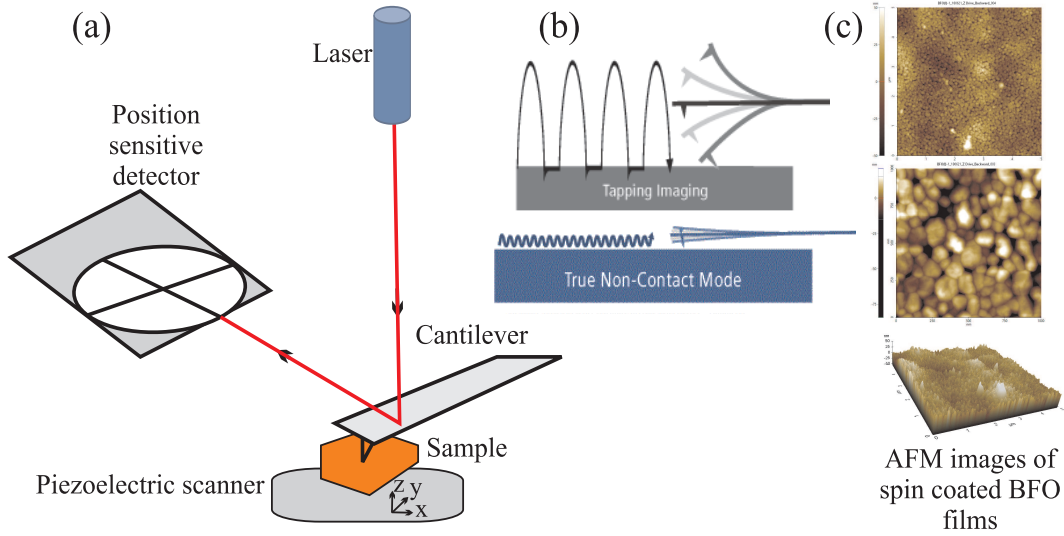 (a)
Laser
Position
sensitive
detector
Cantilever
Sample
Piezoelectric scanner
z
y
x
(b)
Tapping Imaging
True Non-Contact Mode
(c)
AFM images of
spin coated BFO
films